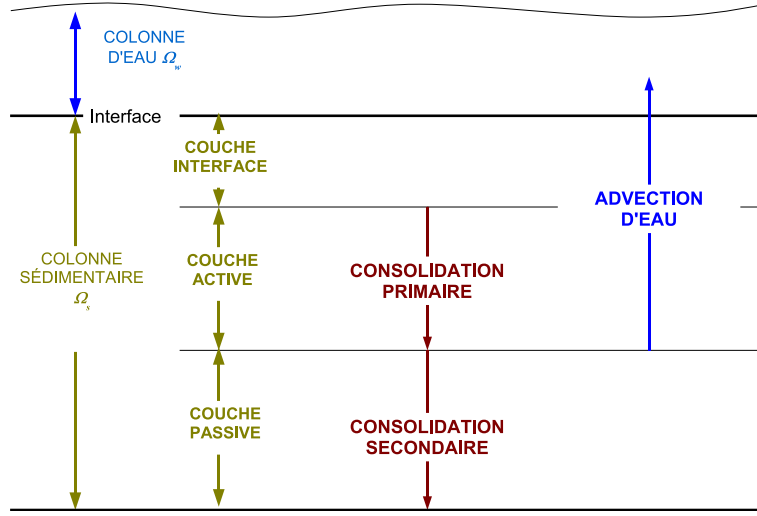 COLONNE
D'EAU Ωw
Interface
COUCHE
INTERFACE
ADVECTION
D'EAU
COLONNE
SÉDIMENTAIRE
Ωs
COUCHE
ACTIVE
CONSOLIDATION
PRIMAIRE
COUCHE
PASSIVE
CONSOLIDATION
SECONDAIRE